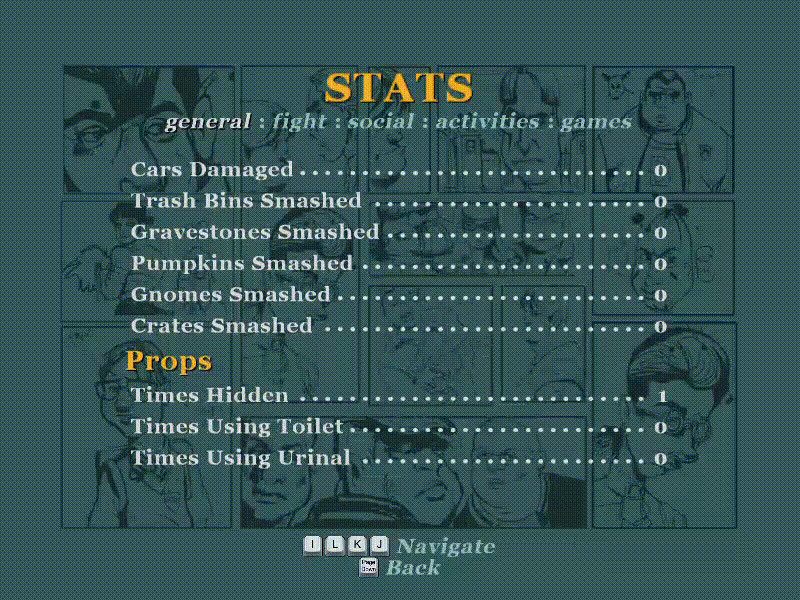 STATS
general : fight : social : activities : games
Cars Damaged ............................. 0
Trash Bins Smashed ....................... 0
Gravestones Smashed ...................... 0
Pumpkins Smashed ........................ 0
Gnomes Smashed .......................... 0
Crates Smashed ........................... 0
Props
Times Hidden ............................. 1
Times Using Toilet ......................... 0
Times Using Urinal ........................ 0
I L K J Navigate
Page Down Back